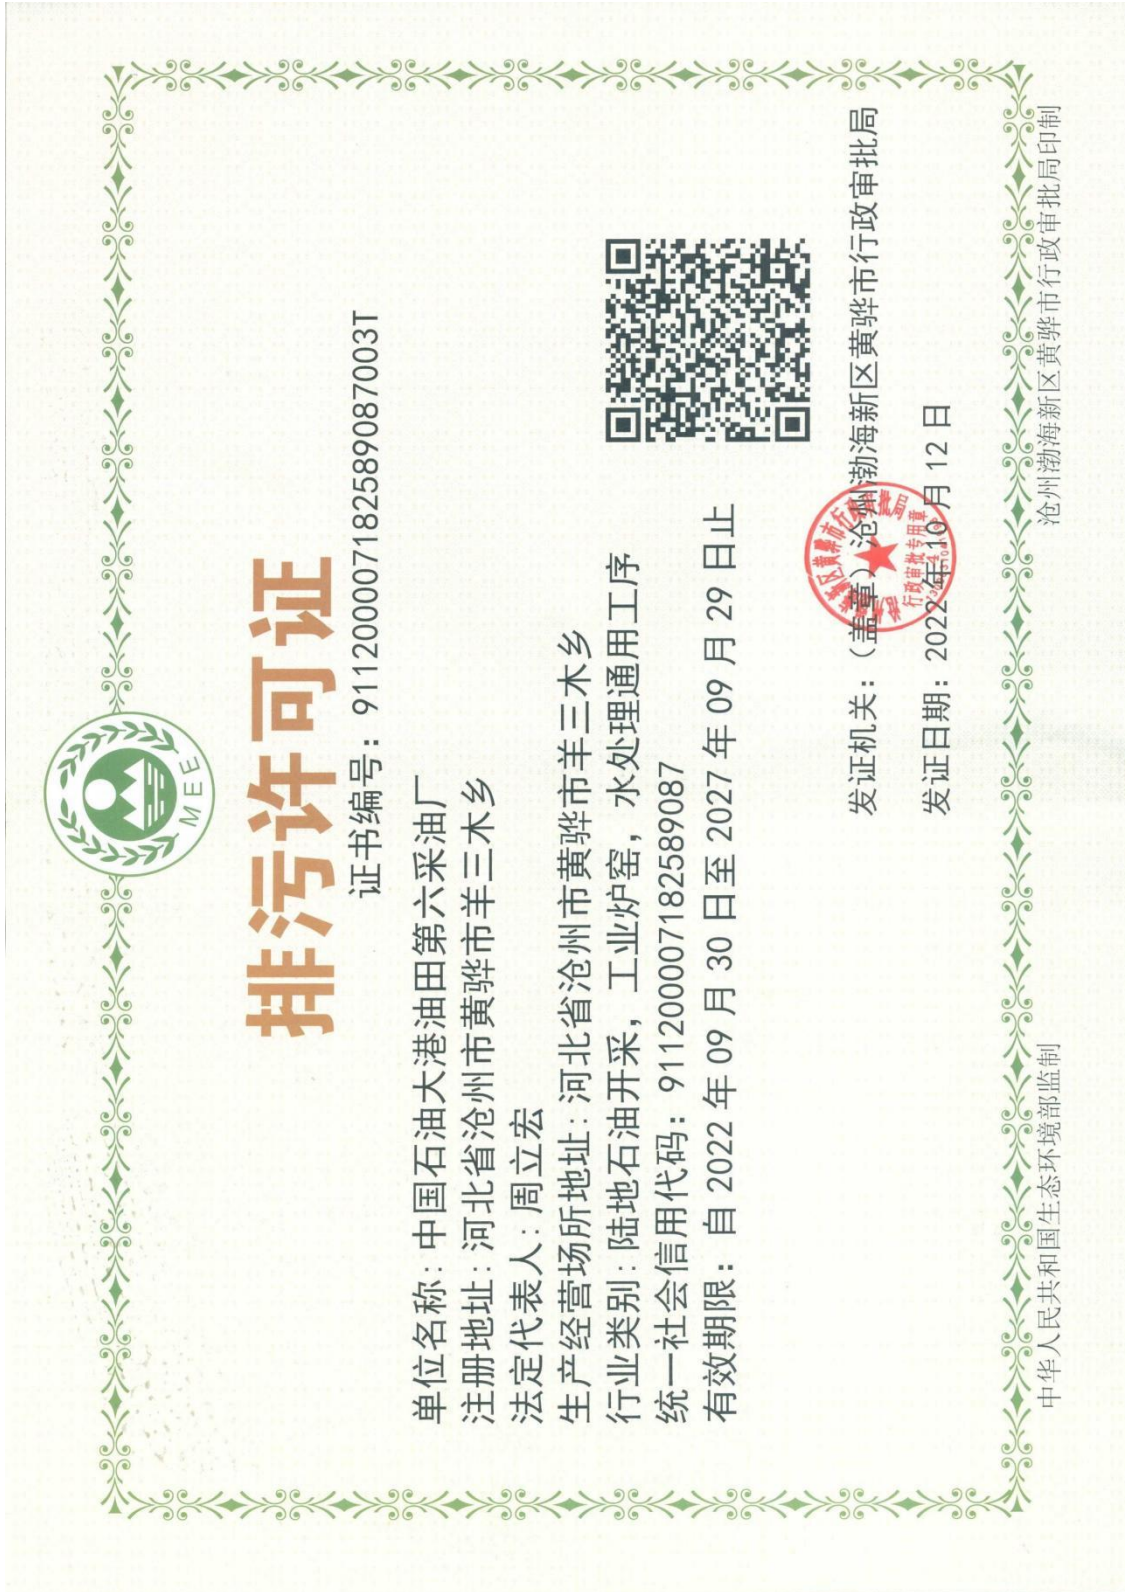 MEE
排污许可证
证书编号：91120000718258908​7003T
单位名称：中国石油大港油田第六采油厂
注册地址：河北省沧州市黄骅市羊三木乡
法定代表人：周立宏
生产经营场所地址：河北省沧州市黄骅市羊三木乡
行业类别：陆地石油开采，工业炉窑，水处理通用工序
统一社会信用代码：911200007182589087
有效期限：自2022年09月30日至2027年09月29日止
发证机关：（盖章）沧州渤海新区黄骅市行政审批局
发证日期：2022年10月12日
行政审批专用章
中华人民共和国生态环境部监制
沧州渤海新区黄骅市行政审批局印制